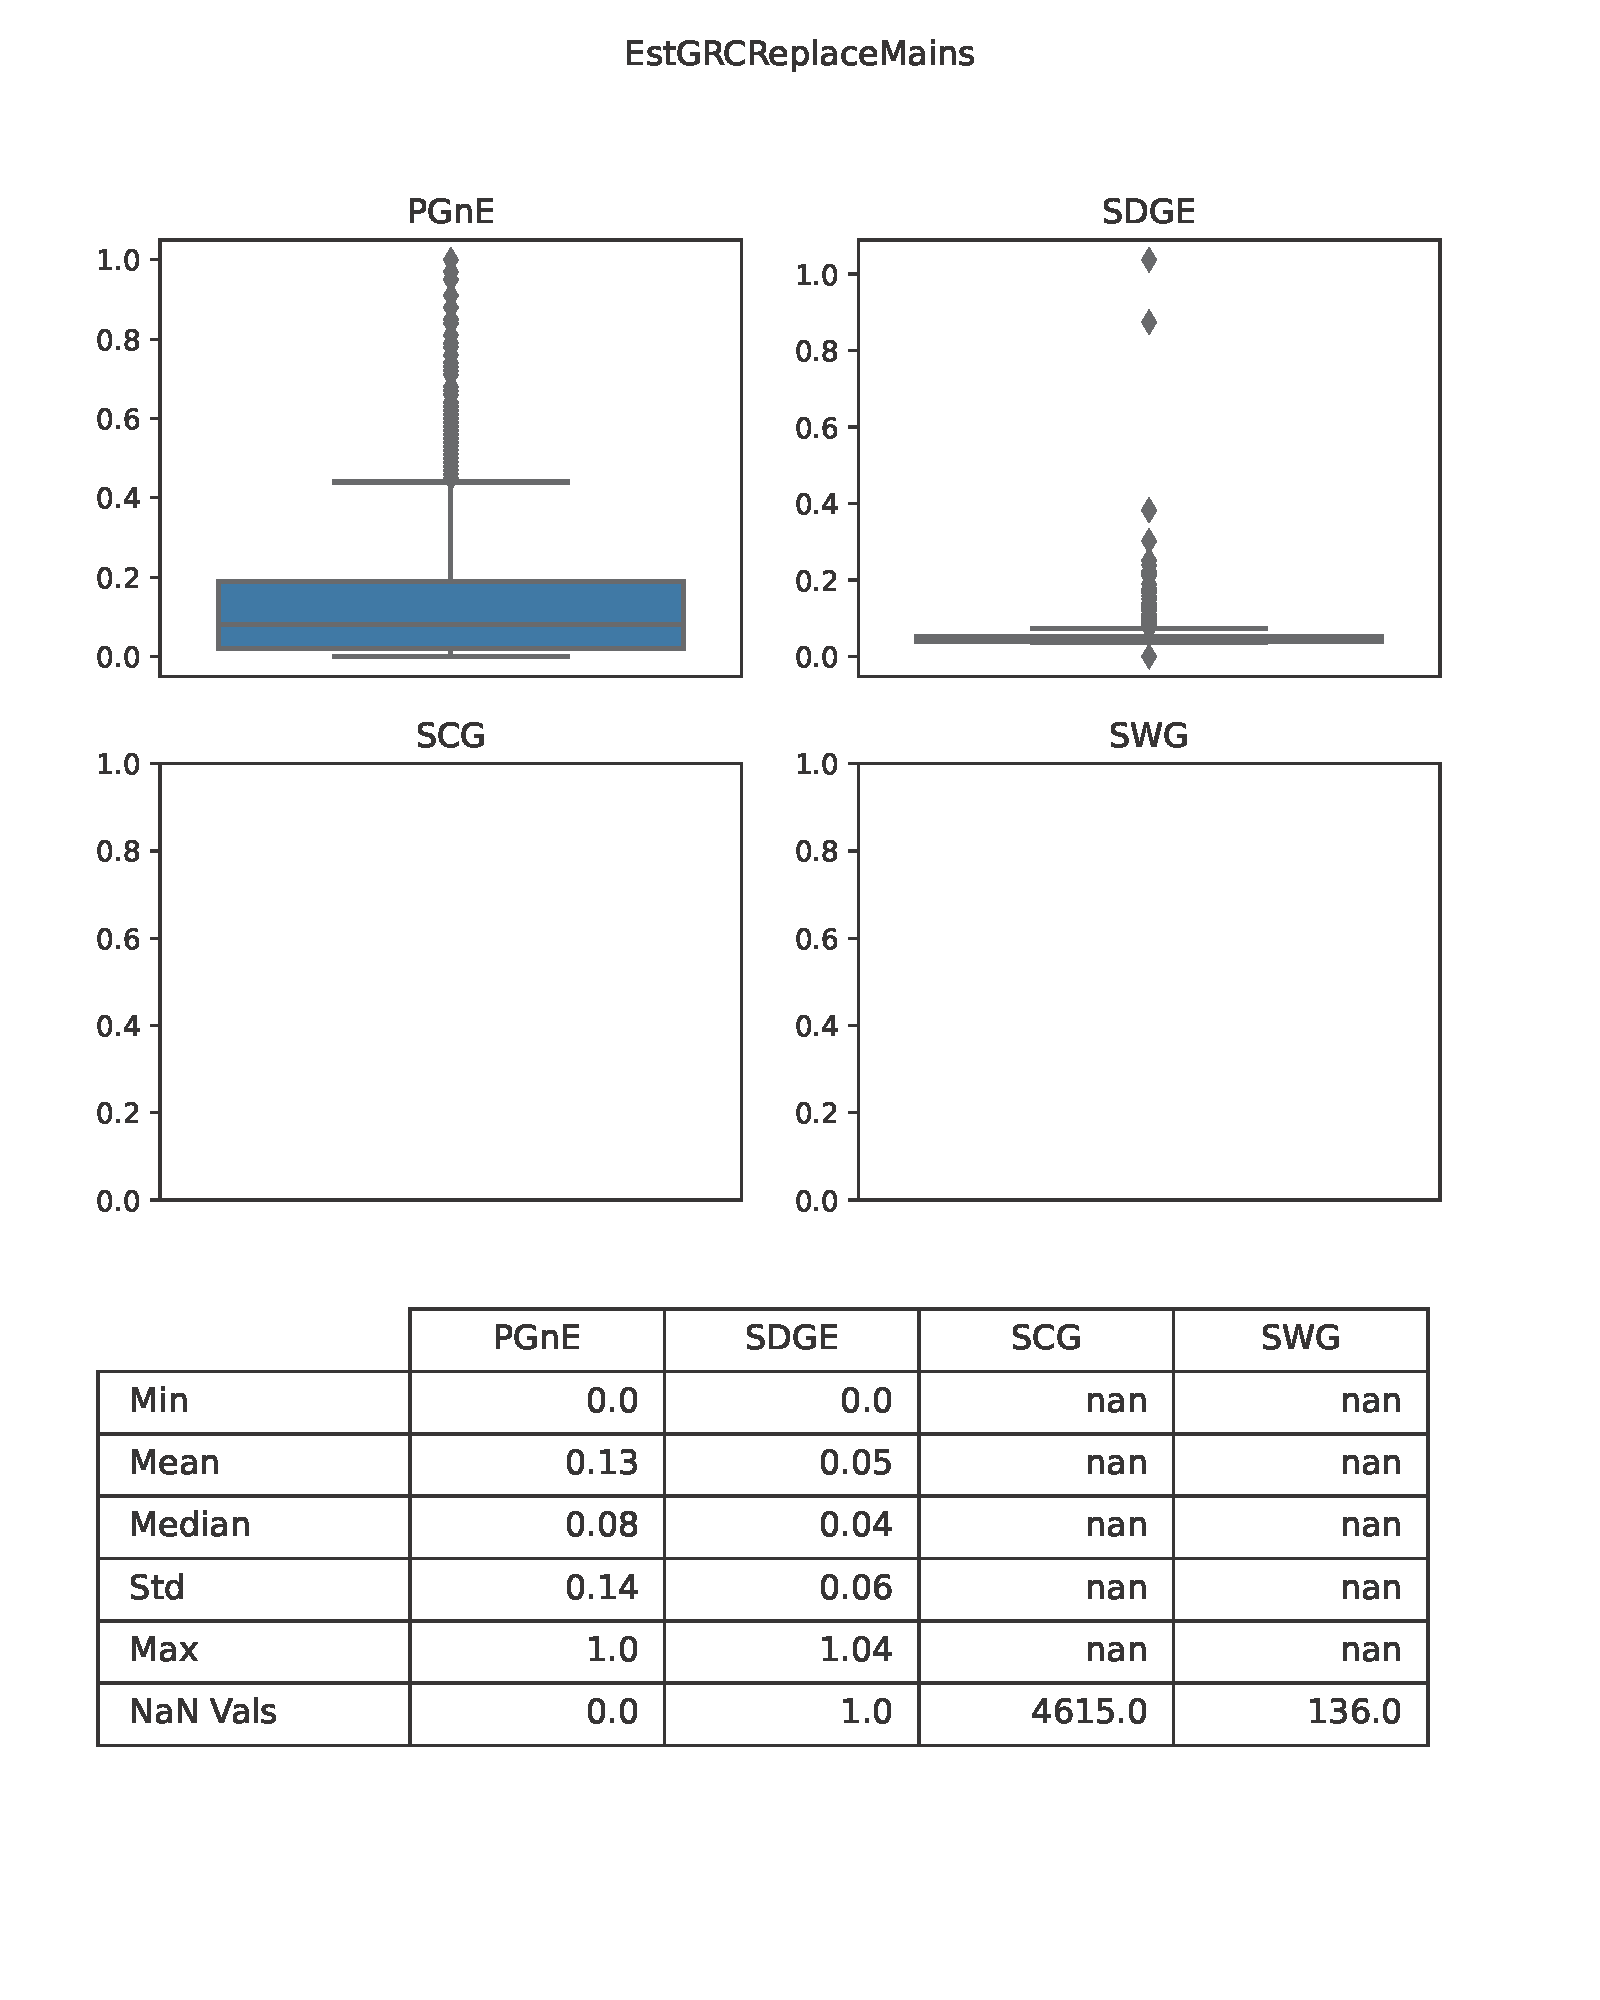 EstGRCReplaceMains
PGnE
1.0
0.8
0.6
0.4
0.2
0.0
SDGE
1.0
0.8
0.6
0.4
0.2
0.0
SCG
1.0
0.8
0.6
0.4
0.2
0.0
SWG
1.0
0.8
0.6
0.4
0.2
0.0
PGnE SDGE SCG SWG
Min 0.0 0.0 nan nan
Mean 0.13 0.05 nan nan
Median 0.08 0.04 nan nan
Std 0.14 0.06 nan nan
Max 1.0 1.04 nan nan
NaN Vals 0.0 1.0 4615.0 136.0